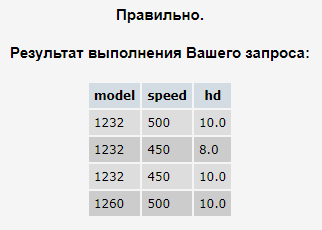 Правильно.
Результат выполнения Вашего запроса:
model speed hd
1232 500 10.0
1232 450 8.0
1232 450 10.0
1260 500 10.0